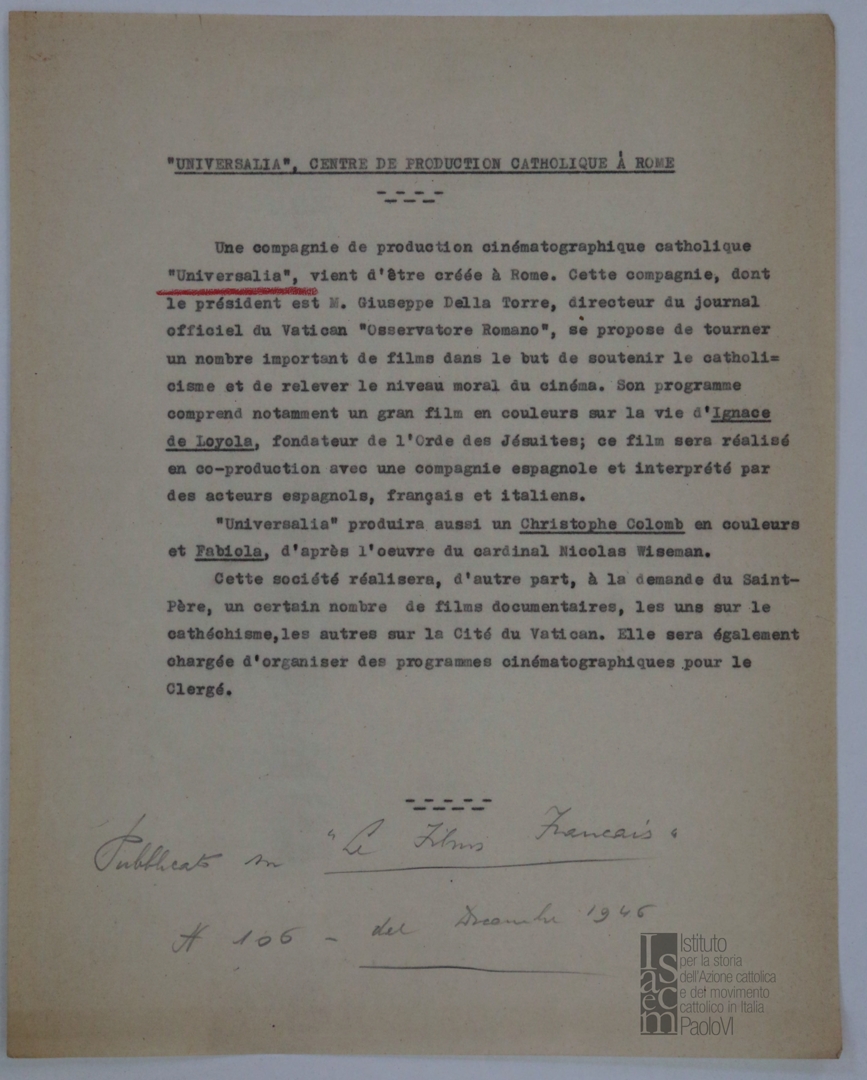 "UNIVERSALIA", CENTRE DE PRODUCTION CATHOLIQUE À ROME
Une compagnie de production cinématographique catholique
"Universalia", vient d'être créée à Rome. Cette compagnie, dont
le président est M. Giuseppe Della Torre, directeur du journal
officiel du Vatican "Osservatore Romano", sè propose de tourner
un nombre important de films dans le but de soutenir le catholi=
cisme et de relever le niveau moral du cinéma. Son programme
comprend notamment un gran film en couleurs sur la vie d'Ignace
de Loyola, fondateur de l'Orde des Jésuites; ce film sera réalisé
en co-production avec une compagnie espagnole et interprété par
des acteurs espagnols, français et italiens.
"Universalia" produira aussi un Christophe Colomb en couleurs
et Fabiola, d'après l'oeuvre du cardinal Nicolas Wiseman.
Cette société réalisera, d'autre part, à la demande du Saint-
Père, un certain nombre de films documentaires, les uns sur le
cathéchisme,les autres sur la Cité du Vatican. Elle sera également
chargée d'organiser des programmes cinématographiques pour le
Clergé.
Pubblicato su "Le Films Francais"
N 106 - del Dicembre 1946
Isacem
Istituto
per la storia
dell'Azione cattolica
e del movimento
cattolico in Italia
PaoloVI